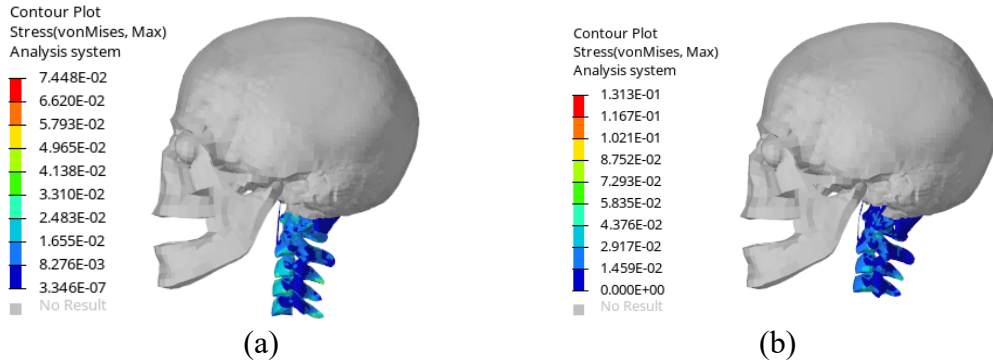 Contour Plot
Stress(vonMises, Max)
Analysis system
7.448E-02
6.620E-02
5.793E-02
4.965E-02
4.138E-02
3.310E-02
2.483E-02
1.655E-02
8.276E-03
3.346E-07
No Result
(a)
Contour Plot
Stress(vonMises, Max)
Analysis system
1.313E-01
1.167E-01
1.021E-01
8.752E-02
7.293E-02
5.835E-02
4.376E-02
2.917E-02
1.459E-02
0.000E+00
No Result
(b)